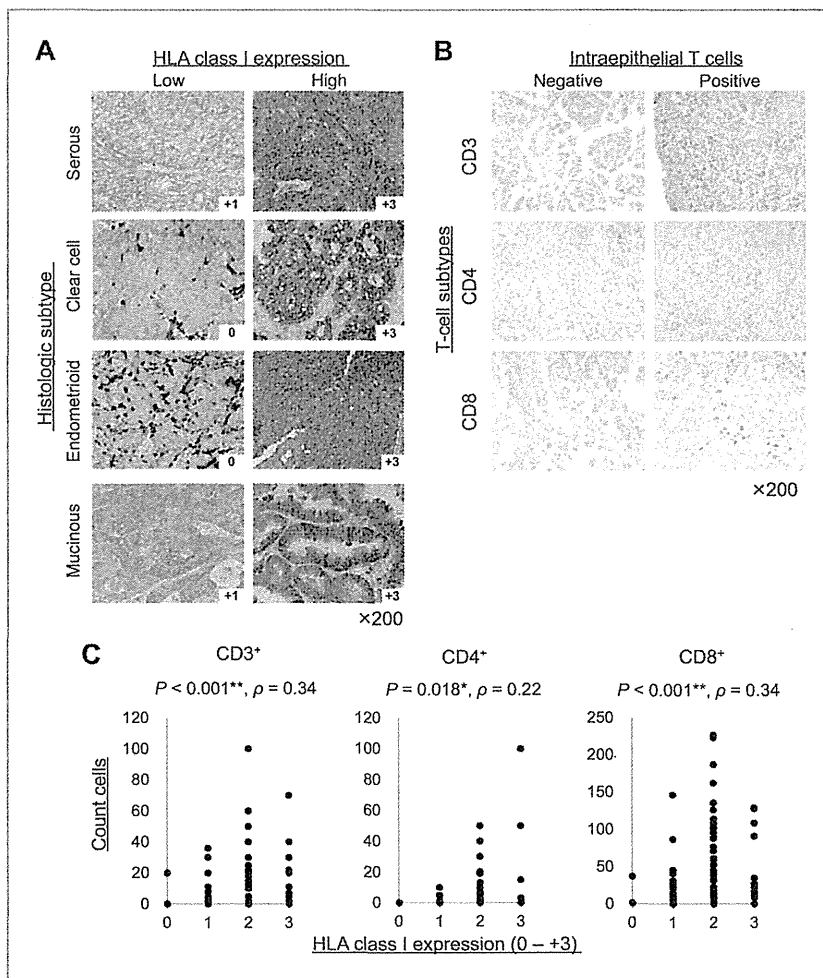 A
HLA class I expression
Low High
Histologic subtype
Serous
+1 +3
Clear cell
0 +3
Endometrioid
0 +3
Mucinous
+1 +3
×200
B
Intraepithelial T cells
Negative Positive
T-cell subtypes
CD3
CD4
CD8
×200
C
CD3+
P < 0.001**, ρ = 0.34
Count cells
120
100
80
60
40
20
0
0 1 2 3
CD4+
P = 0.018*, ρ = 0.22
120
100
80
60
40
20
0
0 1 2 3
CD8+
P < 0.001**, ρ = 0.34
250
200
150
100
50
0
0 1 2 3
HLA class I expression (0 – +3)